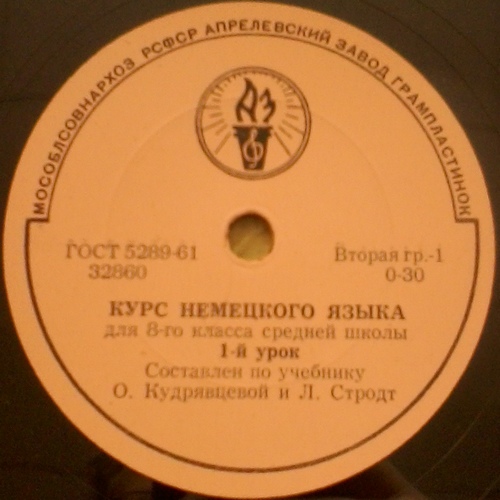 МОСОБЛСОВНАРХОЗ РСФСР АПРЕЛЕВСКИЙ ЗАВОД ГРАМПЛАСТИНОК
АЗ
ГОСТ 5289-61
32860
Вторая гр.-1
0-30
КУРС НЕМЕЦКОГО ЯЗЫКА
для 8-го класса средней школы
1-й урок
Составлен по учебнику
О. Кудрявцевой и Л. Стродт